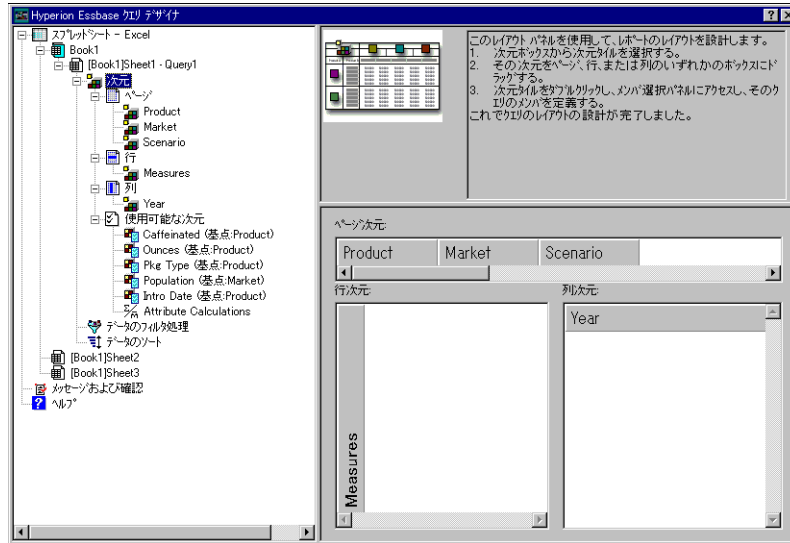 Hyperion Essbase クエリ デザイナ
スプレッドシート - Excel
Book1
[Book1]Sheet1 - Query1
次元
ページ
Product
Market
Scenario
行
Measures
列
Year
使用可能な次元
Caffeinated (基点:Product)
Ounces (基点:Product)
Pkg Type (基点:Product)
Population (基点:Market)
Intro Date (基点:Product)
Attribute Calculations
データのフィルタ処理
データのソート
[Book1]Sheet2
[Book1]Sheet3
メッセージおよび確認
ヘルプ
このレイアウト パネルを使用して、レポートのレイアウトを設計します。
1. 次元ボックスから次元タイルを選択する。
2. その次元をページ、行、または列のいずれかのボックスにド
ラッグする。
3. 次元タイルをダブルクリックし、メンバ選択パネルにアクセスし、そのク
エリのメンバを定義する。
これでクエリのレイアウトの設計が完了しました。
ページ次元:
Product Market Scenario
行次元:
Measures
列次元:
Year